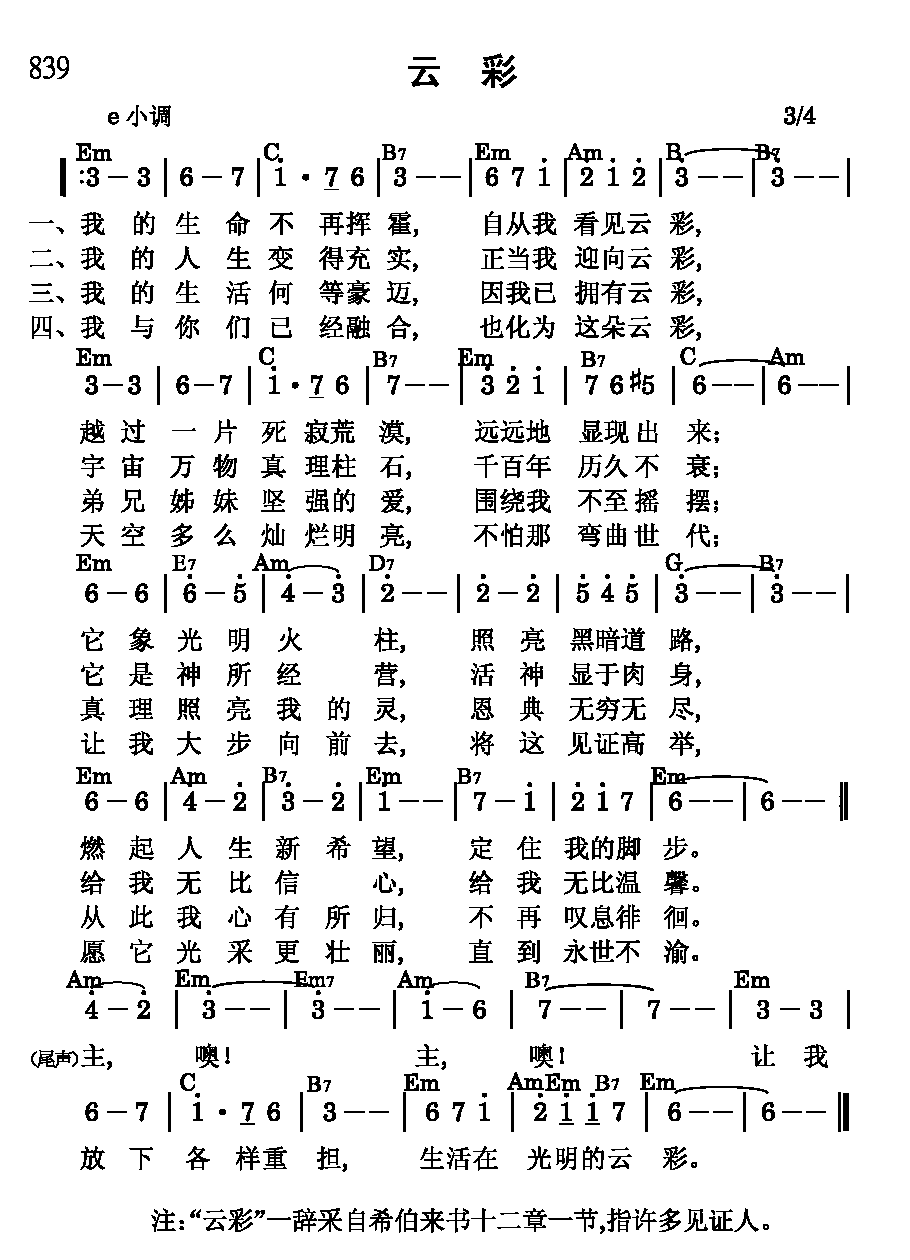 839
云 彩
e小调 3/4
Em C B7 Em Am B B7
:3–3 | 6–7 | i·7 6 | 3–– | 6 7 i | 2 i 2 | 3–– | 3–– |
一、我 的 生 命 不 再挥 霍, 自从我 看见云 彩,
二、我 的 人 生 变 得充 实, 正当我 迎向云 彩,
三、我 的 生 活 何 等豪 迈, 因我已 拥有云 彩,
四、我 与 你 们 已 经融 合, 也化为 这朵云 彩,
Em C B7 Em B7 C Am
3–3 | 6–7 | i·7 6 | 7–– | 3 2 i | 7 6 #5 | 6–– | 6–– |
越 过 一 片 死 寂荒 漠, 远远地 显现出 来;
宇 宙 万 物 真 理柱 石, 千百年 历久不 衰;
弟 兄 姊 妹 坚 强的 爱, 围绕我 不至摇 摆;
天 空 多 么 灿 烂明 亮, 不怕那 弯曲世 代;
Em E7 Am D7 G B7
6–6 | 6–5 | 4–3 | 2–– | 2–2 | 5 4 5 | 3–– | 3–– |
它 象 光 明 火 柱, 照 亮 黑暗道 路,
它 是 神 所 经 营, 活 神 显于肉 身,
真 理 照 亮 我 的 灵, 恩 典 无穷无 尽,
让 我 大 步 向 前 去, 将 这 见证高 举,
Em Am B7 Em B7 Em
6–6 | 4–2 | 3–2 | i–– | 7–i | 2 i 7 | 6–– | 6–– ‖
燃 起 人 生 新 希 望, 定 住 我的脚 步。
给 我 无 比 信 心, 给 我 无比温 馨。
从 此 我 心 有 所 归, 不 再 叹息徘 徊。
愿 它 光 采 更 壮 丽, 直 到 永世不 渝。
Am Em Em7 Am B7 Em
4–2 | 3–– | 3–– | i–6 | 7–– | 7–– | 3–3 |
(尾声)主, 噢! 主, 噢! 让 我
C B7 Em Am Em B7 Em
6–7 | i·7 6 | 3–– | 6 7 i | 2 i i 7 | 6–– | 6–– ‖
放 下 各 样重 担, 生活在 光明的云 彩。
注:“云彩”一辞采自希伯来书十二章一节,指许多见证人。